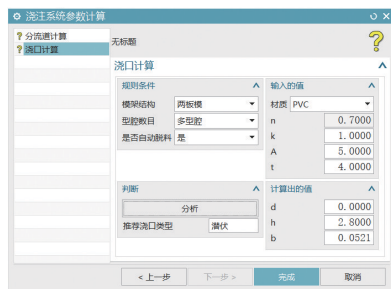 浇注系统参数计算
? 分流道计算
? 浇口计算
无标题
?
浇口计算
规则条件
模架结构 两板模
型腔数目 多型腔
是否自动脱料 是
输入的值
材质 PVC
n 0.7000
k 1.0000
A 5.0000
t 4.0000
判断
分析
推荐浇口类型 潜伏
计算出的值
d 0.0000
h 2.8000
b 0.0521
< 上一步 下一步 > 完成 取消